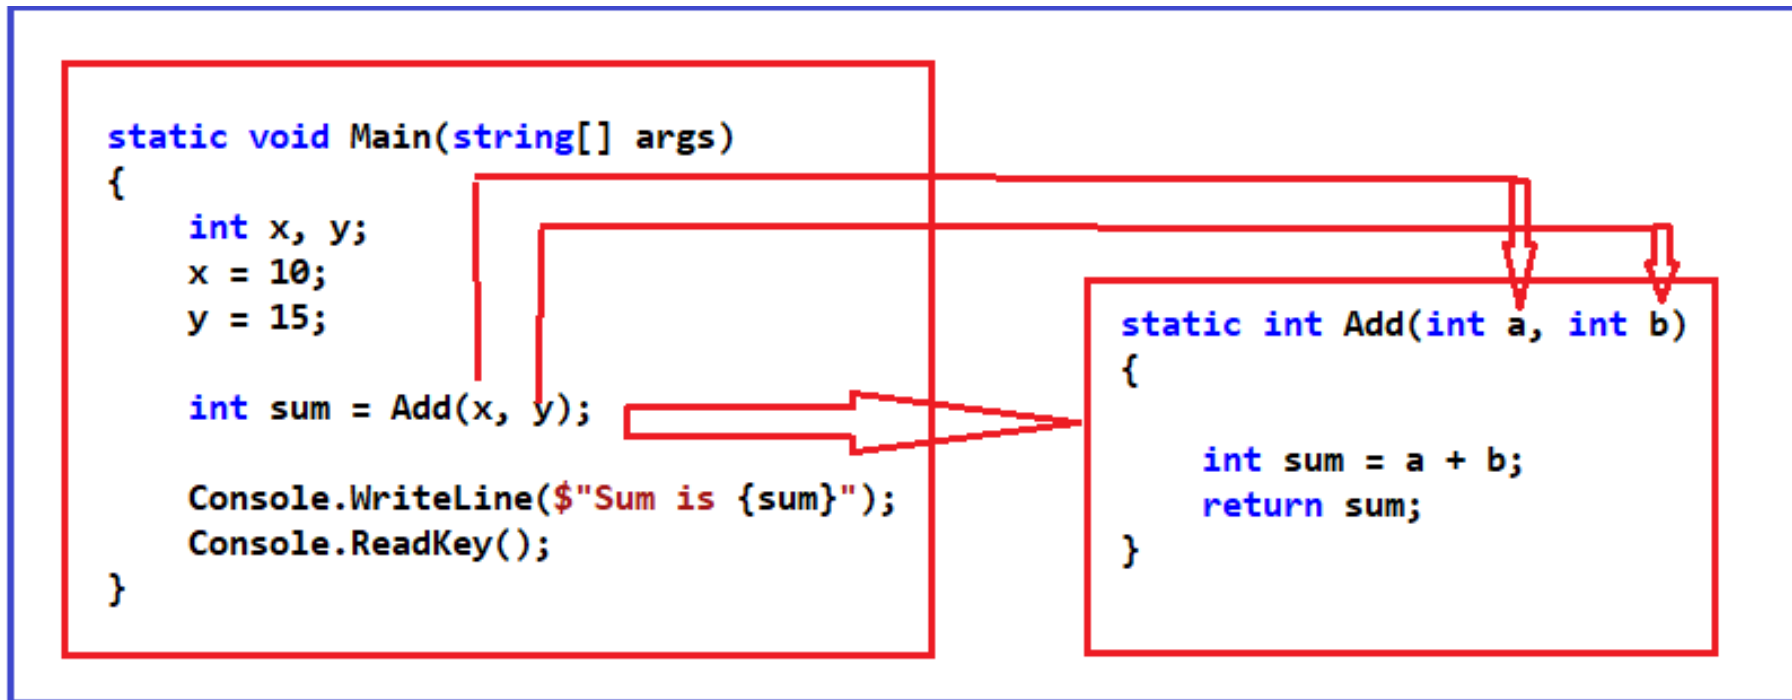 static void Main(string[] args)
{
    int x, y;
    x = 10;
    y = 15;
    int sum = Add(x, y);
    Console.WriteLine($"Sum is {sum}");
    Console.ReadKey();
}
static int Add(int a, int b)
{
    int sum = a + b;
    return sum;
}